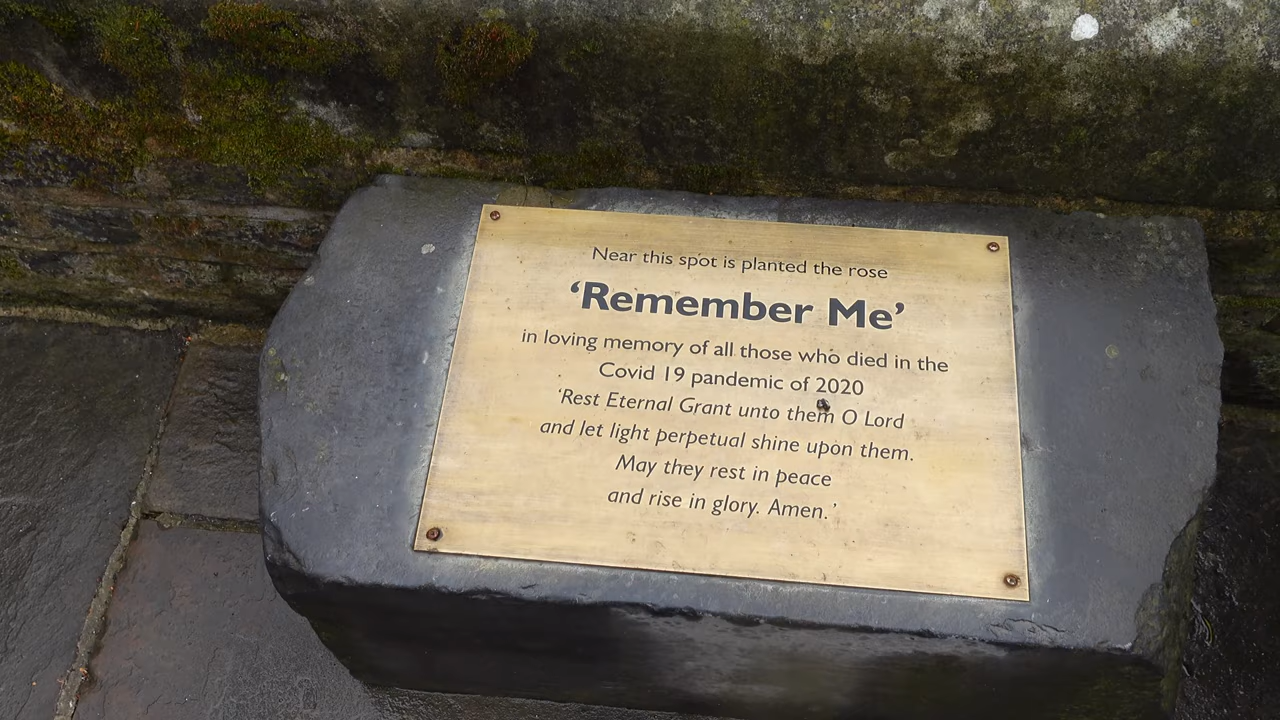 Near this spot is planted the rose
‘Remember Me’
in loving memory of all those who died in the
Covid 19 pandemic of 2020
‘Rest Eternal Grant unto them O Lord
and let light perpetual shine upon them.
May they rest in peace
and rise in glory. Amen.’